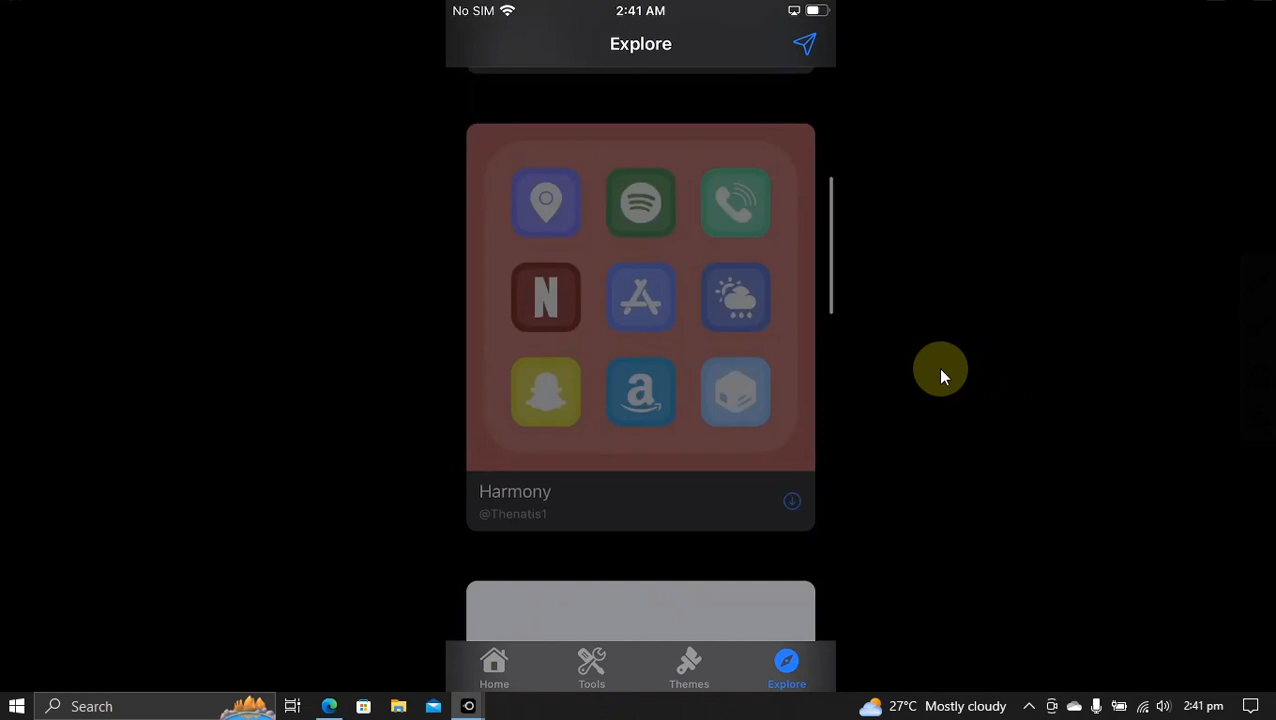 No SIM 2:41 AM
Explore
N
a
Harmony
@Thenatis1
Home Tools Themes Explore
Search 27°C Mostly cloudy 2:41 pm